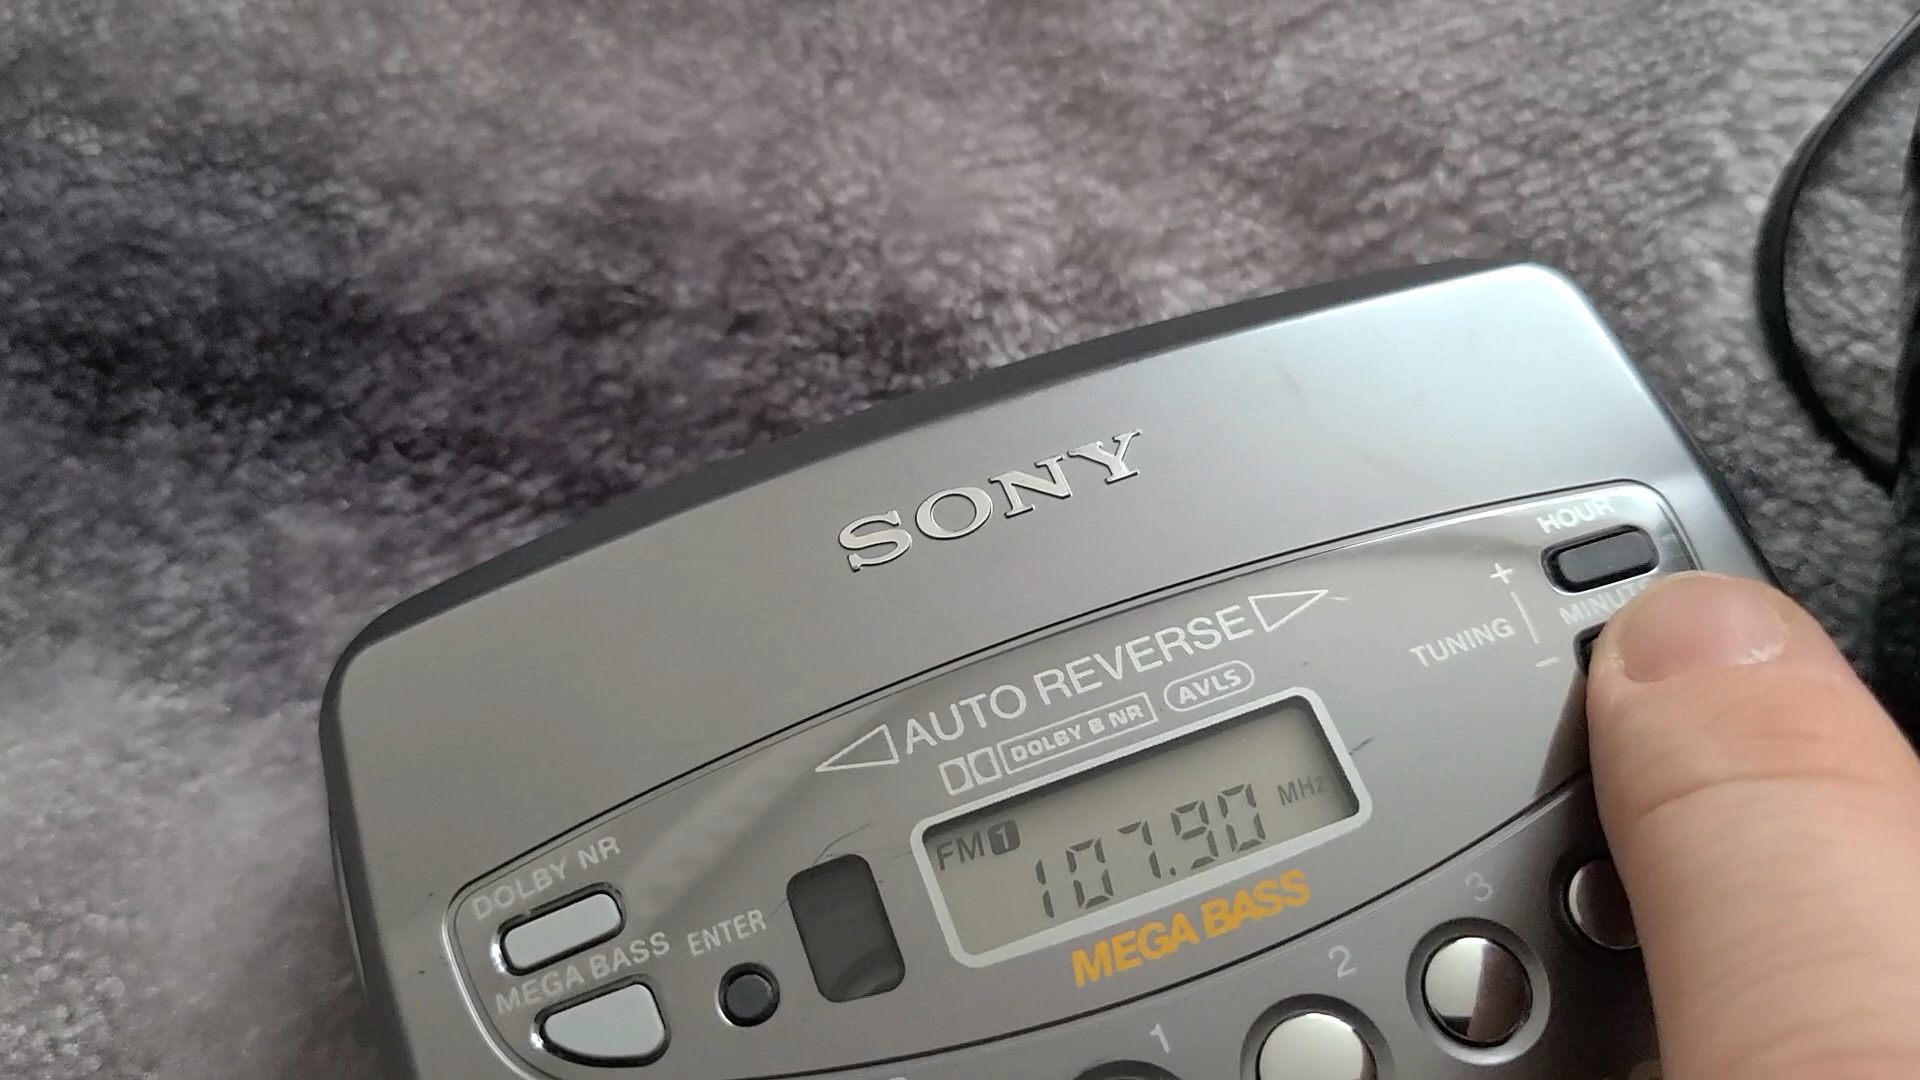 SONY
HOUR
+
MINUTE
TUNING
−
AUTO REVERSE
DOLBY B NR AVLS
FM 1 107.90 MHz
MEGA BASS
DOLBY NR
MEGA BASS
ENTER
1
2
3